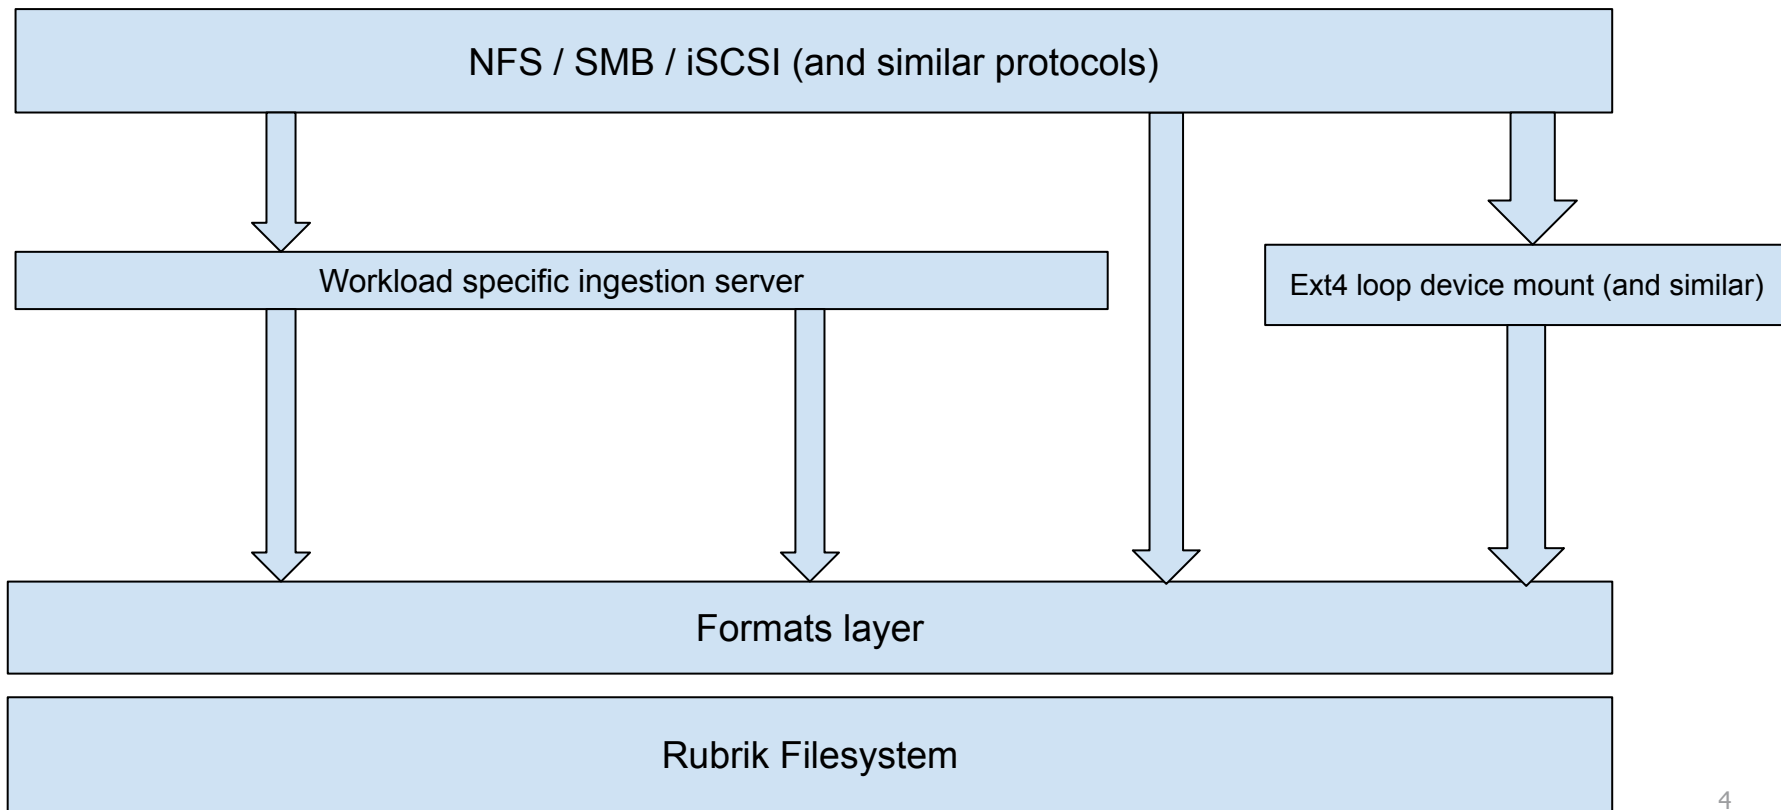 NFS / SMB / iSCSI (and similar protocols)
Workload specific ingestion server
Ext4 loop device mount (and similar)
Formats layer
Rubrik Filesystem
4